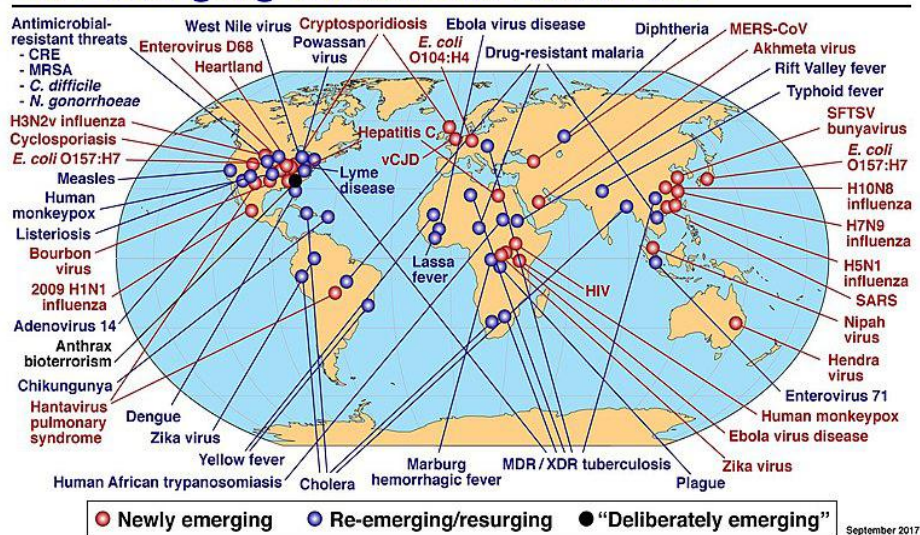 Antimicrobial-
resistant threats
- CRE
- MRSA
- C. difficile
- N. gonorrhoeae
H3N2v influenza
Cyclosporiasis
E. coli O157:H7
Measles
Human
monkeypox
Listeriosis
Bourbon
virus
2009 H1N1
influenza
Adenovirus 14
Anthrax
bioterrorism
Chikungunya
Hantavirus
pulmonary
syndrome
Dengue
Zika virus
Yellow fever
Human African trypanosomiasis
Cholera
West Nile virus
Enterovirus D68
Heartland
Cryptosporidiosis
Powassan
virus
E. coli
O104:H4
Ebola virus disease
Drug-resistant malaria
Hepatitis C
vCJD
Lyme
disease
Lassa
fever
HIV
Diphtheria
MERS-CoV
Akhmeta virus
Rift Valley fever
Typhoid fever
SFTSV
bunyavirus
E. coli
O157:H7
H10N8
influenza
H7N9
influenza
H5N1
influenza
SARS
Nipah
virus
Hendra
virus
Enterovirus 71
Human monkeypox
Ebola virus disease
Zika virus
Plague
MDR/XDR tuberculosis
Marburg
hemorrhagic fever
Newly emerging
Re-emerging/resurging
“Deliberately emerging”
September 2017